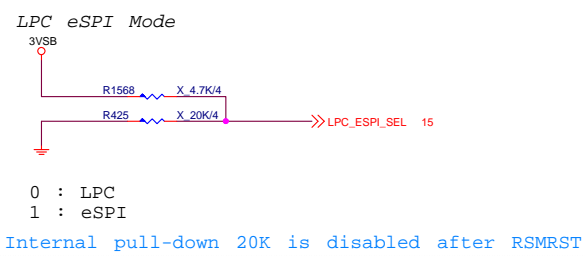 LPC eSPI Mode
3VSB
R1568 X_4.7K/4
R425 X_20K/4
LPC_ESPI_SEL 15
0 : LPC
1 : eSPI
Internal pull-down 20K is disabled after RSMRST